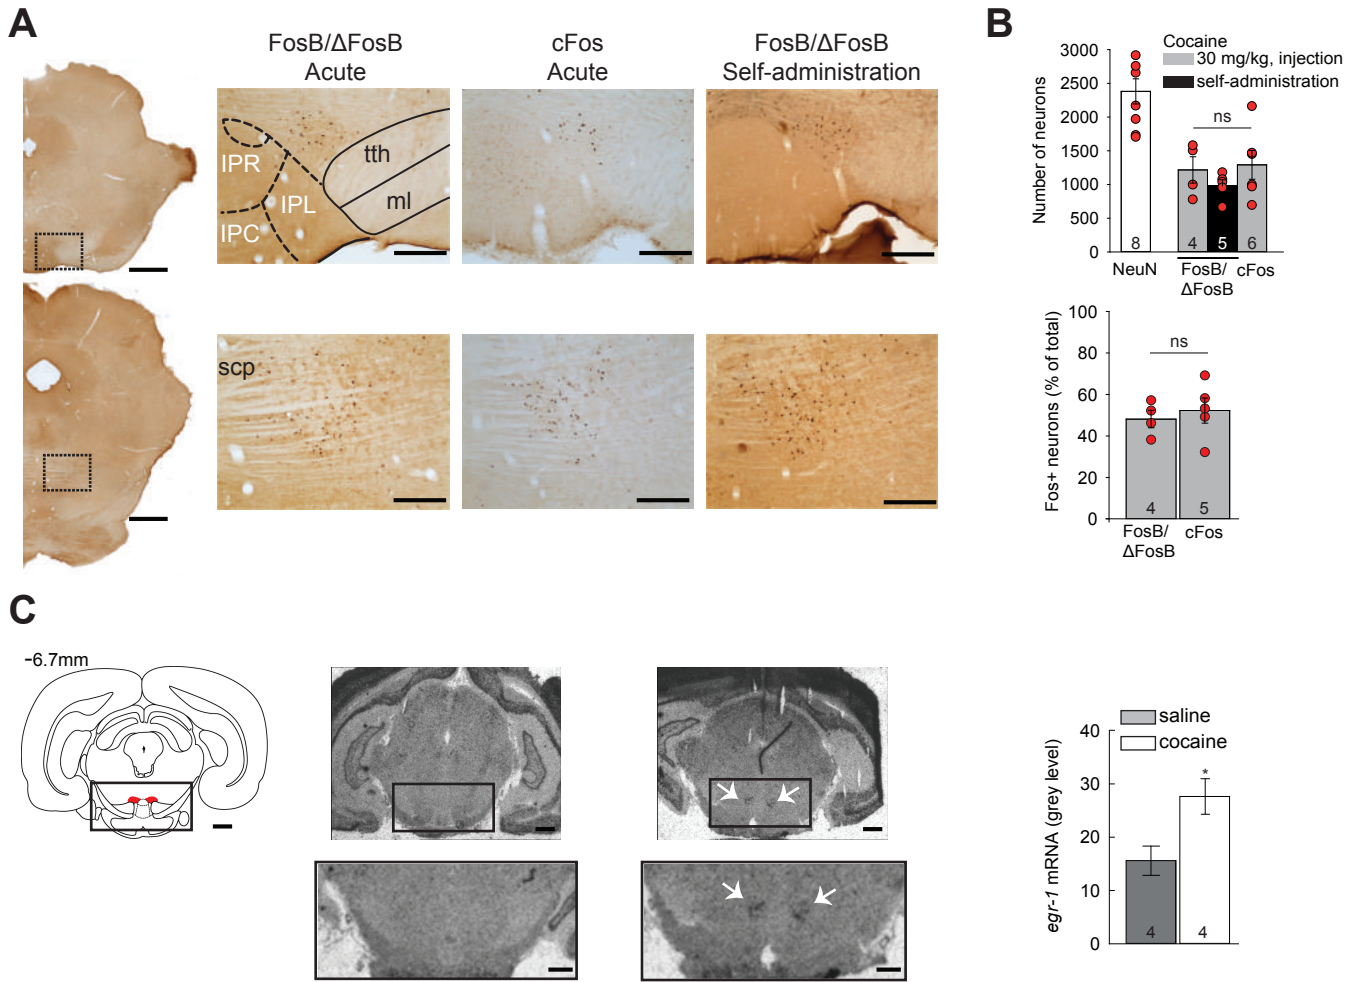 A
FosB/ΔFosB
Acute
cFos
Acute
FosB/ΔFosB
Self-administration
IPR
IPL
IPC
tth
ml
scp
B
Cocaine
30 mg/kg, injection
self-administration
Number of neurons
3000
2500
2000
1500
1000
500
0
ns
8
4
5
6
NeuN
FosB/
ΔFosB
cFos
Fos+ neurons (% of total)
100
80
60
40
20
0
ns
4
5
FosB/
ΔFosB
cFos
C
-6.7mm
saline
cocaine
egr-1 mRNA (grey level)
40
30
20
10
0
*
4
4